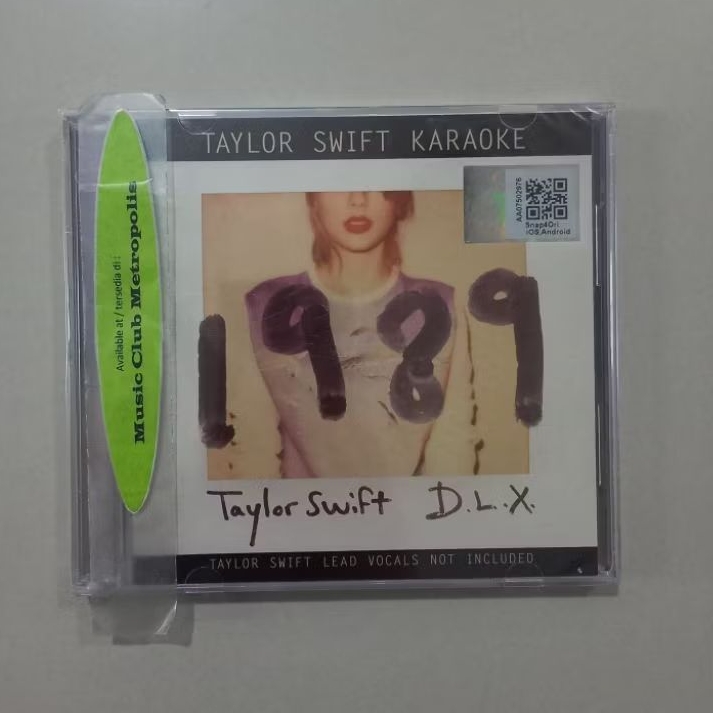 TAYLOR SWIFT KARAOKE
AA07502976
Snap4Ori
iOS,Android
Available at / tersedia di :
Music Club Metropolis
1989
Taylor Swift D.L.X.
TAYLOR SWIFT LEAD VOCALS NOT INCLUDED